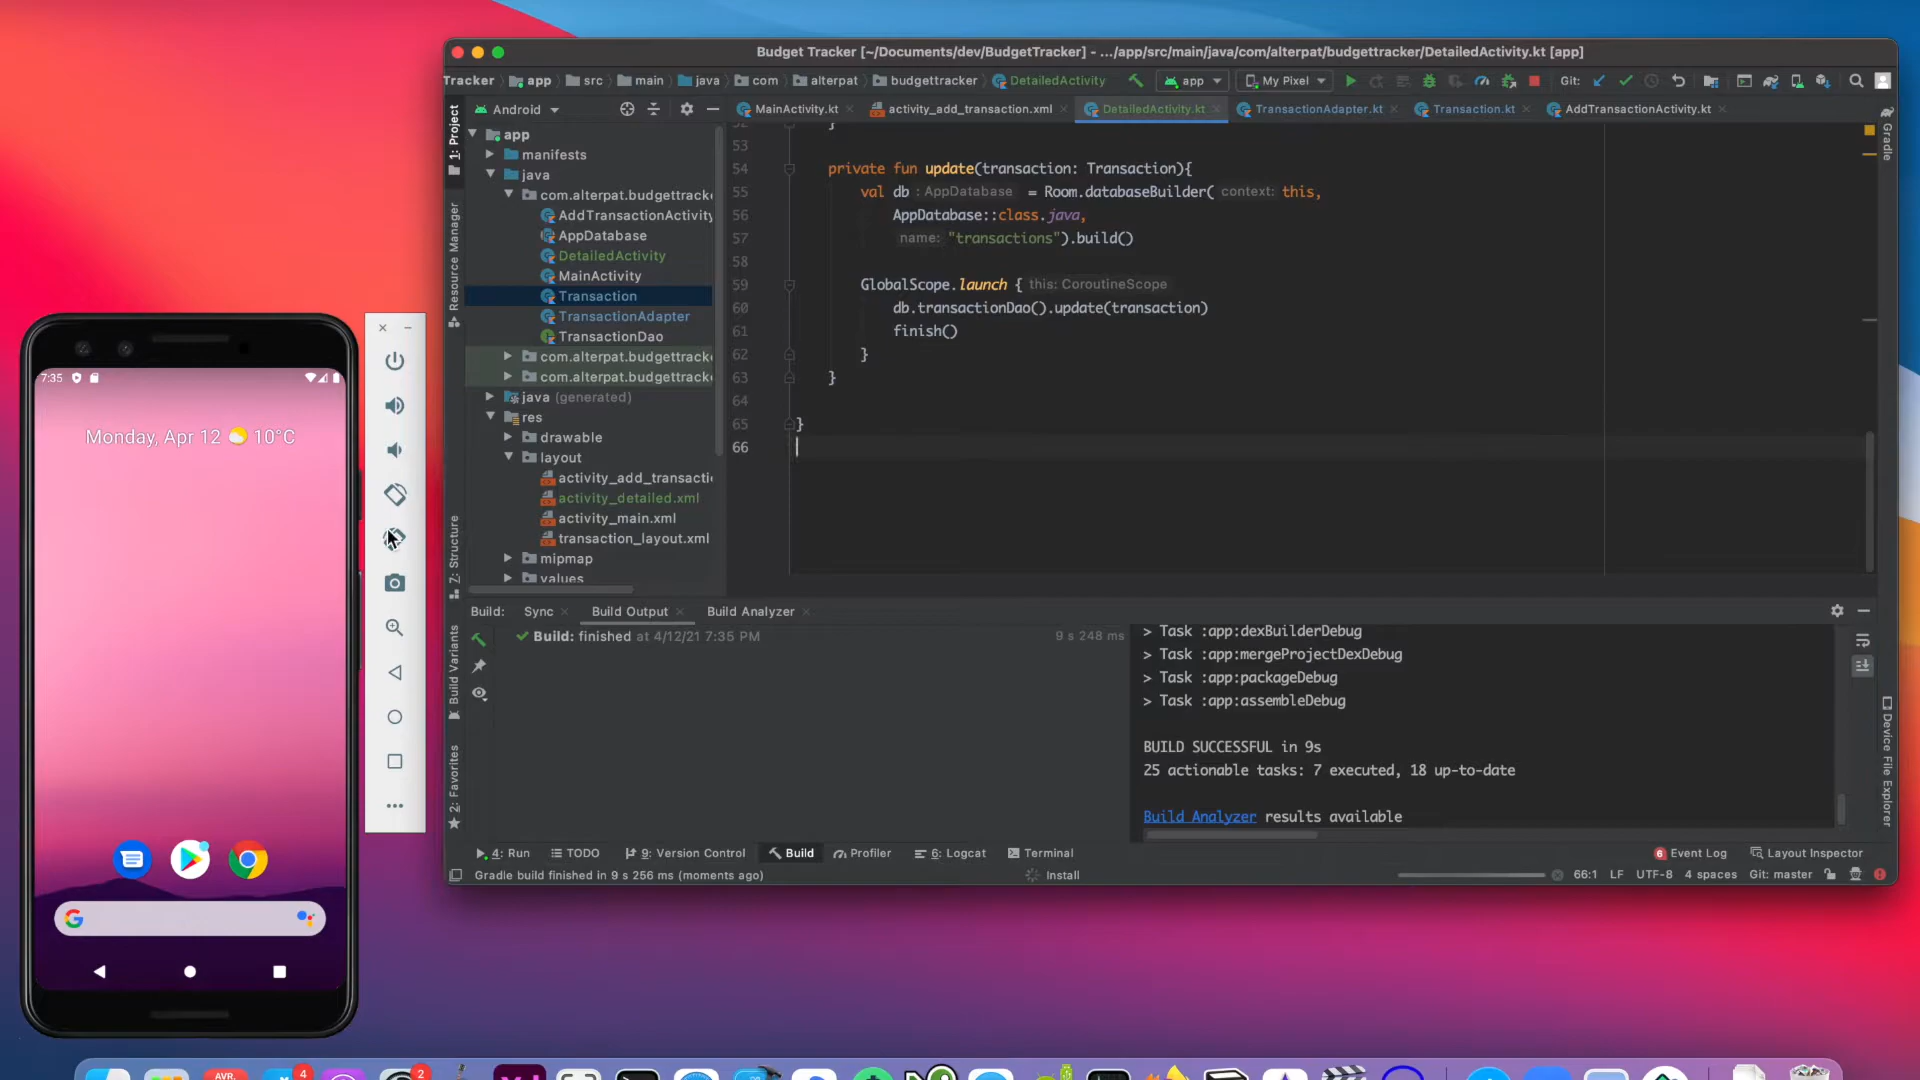 Budget Tracker [~/Documents/dev/BudgetTracker] - .../app/src/main/java/com/alterpat/budgettracker/DetailedActivity.kt [app]
Tracker
app
src
main
java
com
alterpat
budgettracker
DetailedActivity
app
My Pixel
Git:
Android
MainActivity.kt
activity_add_transaction.xml
DetailedActivity.kt
TransactionAdapter.kt
Transaction.kt
AddTransactionActivity.kt
1: Project
Resource Manager
7: Structure
Build Variants
2: Favorites
Gradle
Device File Explorer
app
manifests
java
com.alterpat.budgettracke
AddTransactionActivity
AppDatabase
DetailedActivity
MainActivity
Transaction
TransactionAdapter
TransactionDao
com.alterpat.budgettracke
com.alterpat.budgettracke
java (generated)
res
drawable
layout
activity_add_transacti
activity_detailed.xml
activity_main.xml
transaction_layout.xml
mipmap
values
52 }
53
54 private fun update(transaction: Transaction){
55 val db : AppDatabase = Room.databaseBuilder( context: this,
56 AppDatabase::class.java,
57 name: "transactions").build()
58
59 GlobalScope.launch { this: CoroutineScope
60 db.transactionDao().update(transaction)
61 finish()
62 }
63 }
64
65 }
66
Build:
Sync
Build Output
Build Analyzer
Build: finished at 4/12/21 7:35 PM
9 s 248 ms
> Task :app:dexBuilderDebug
> Task :app:mergeProjectDexDebug
> Task :app:packageDebug
> Task :app:assembleDebug
BUILD SUCCESSFUL in 9s
25 actionable tasks: 7 executed, 18 up-to-date
Build Analyzer results available
4: Run
TODO
9: Version Control
Build
Profiler
6: Logcat
Terminal
6 Event Log
Layout Inspector
Gradle build finished in 9 s 256 ms (moments ago)
Install
66:1
LF
UTF-8
4 spaces
Git: master
7:35
Monday, Apr 12 10°C
AVR.
4
2